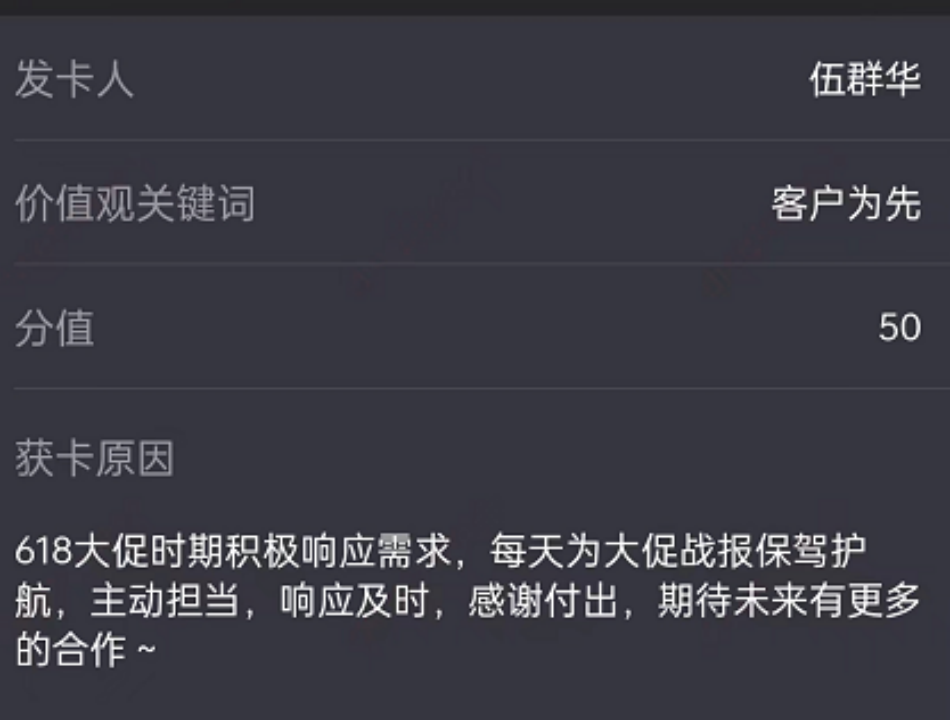 发卡人 伍群华
价值观关键词 客户为先
分值 50
获卡原因
618大促时期积极响应需求，每天为大促战报保驾护
航，主动担当，响应及时，感谢付出，期待未来有更多
的合作 ~